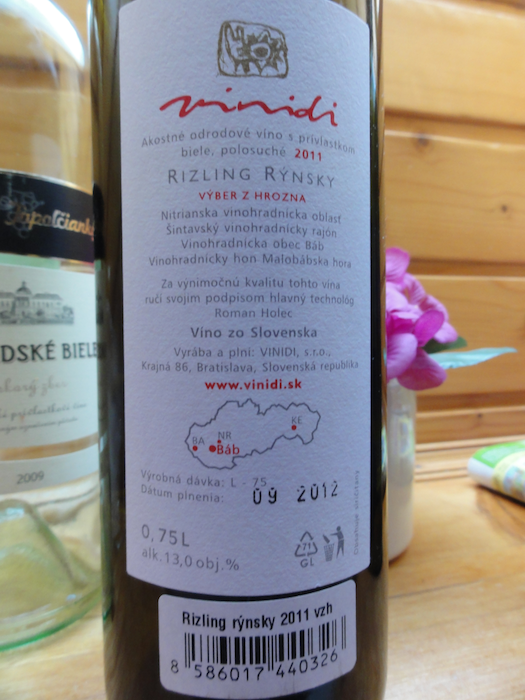 vinidi
Akostné odrodové víno s prívlastkom
biele, polosuché 2011
RIZLING RÝNSKY
VÝBER Z HROZNA
Nitrianska vinohradnícka oblasť
Šintavský vinohradnícky rajón
Vinohradnícka obec Báb
Vinohradnícky hon Malobábska hora
Za výnimočnú kvalitu tohto vína
ručí svojim podpisom hlavný technológ
Roman Holec
Víno zo Slovenska
Vyrába a plní: VINIDI, s.r.o.,
Krajná 86, Bratislava, Slovenská republika
www.vinidi.sk
KE
NR
BA
Báb
Výrobná dávka: L - 75
Dátum plnenia: 09 2012
0,75L
alk.13,0 obj.%
71
GL
Rizling rýnsky 2011 vzh
8 586017 440326
DSKÉ BIELE
2009